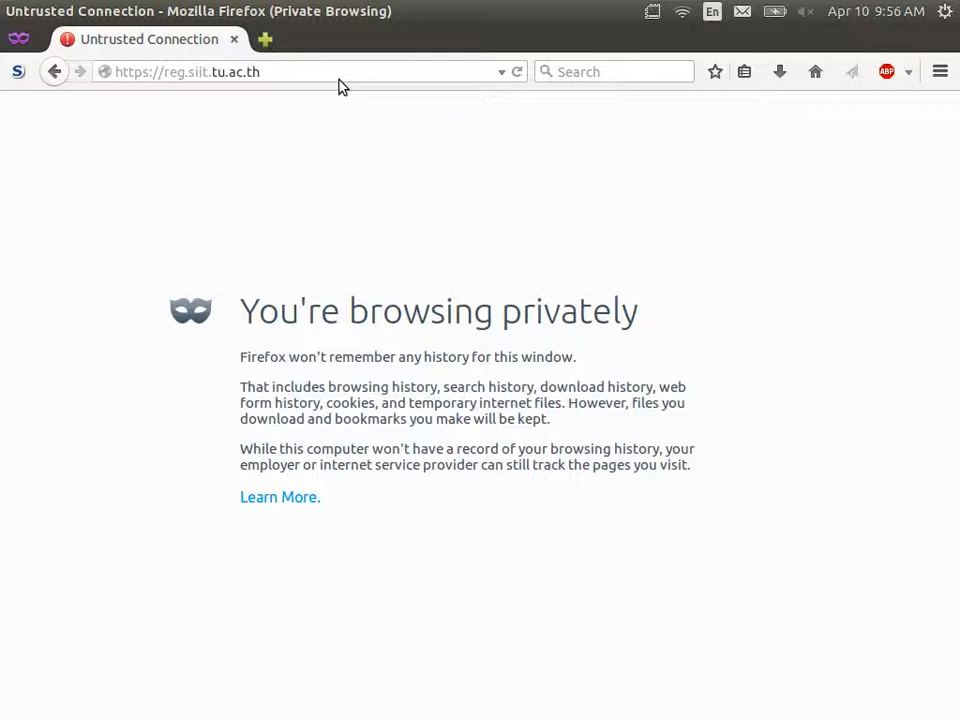 Untrusted Connection - Mozilla Firefox (Private Browsing)
En
Apr 10 9:56 AM
Untrusted Connection
S
https://reg.siit.tu.ac.th
Search
ABP
You're browsing privately
Firefox won't remember any history for this window.
That includes browsing history, search history, download history, web
form history, cookies, and temporary internet files. However, files you
download and bookmarks you make will be kept.
While this computer won't have a record of your browsing history, your
employer or internet service provider can still track the pages you visit.
Learn More.